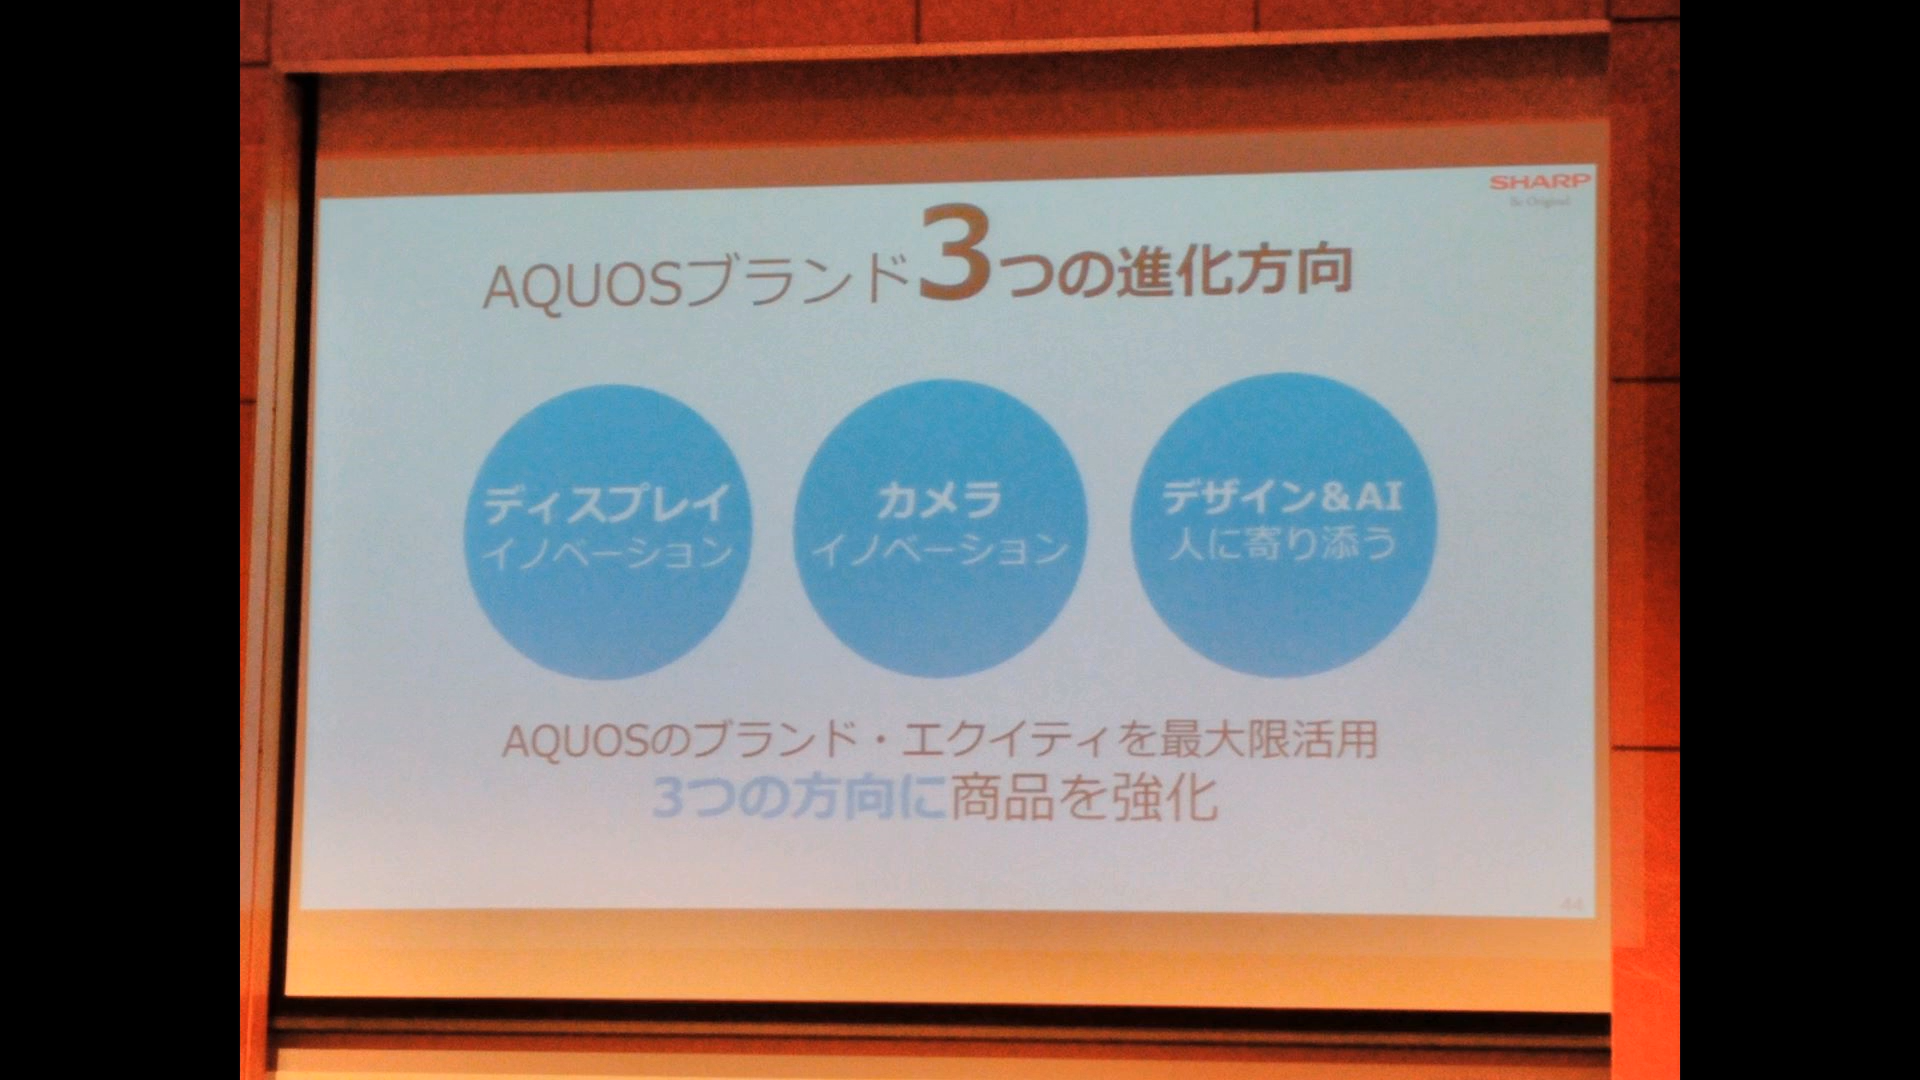 SHARP
Be Original
AQUOSブランド3つの進化方向
ディスプレイ
イノベーション
カメラ
イノベーション
デザイン&AI
人に寄り添う
AQUOSのブランド・エクイティを最大限活用
3つの方向に商品を強化
44